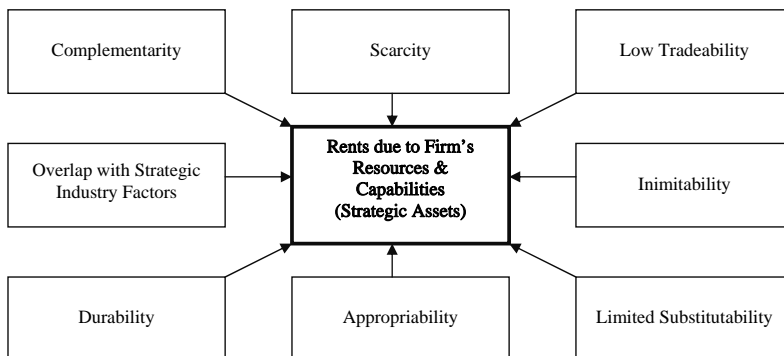 Complementarity
Scarcity
Low Tradeability
Overlap with Strategic
Industry Factors
Rents due to Firm's
Resources &
Capabilities
(Strategic Assets)
Inimitability
Durability
Appropriability
Limited Substitutability